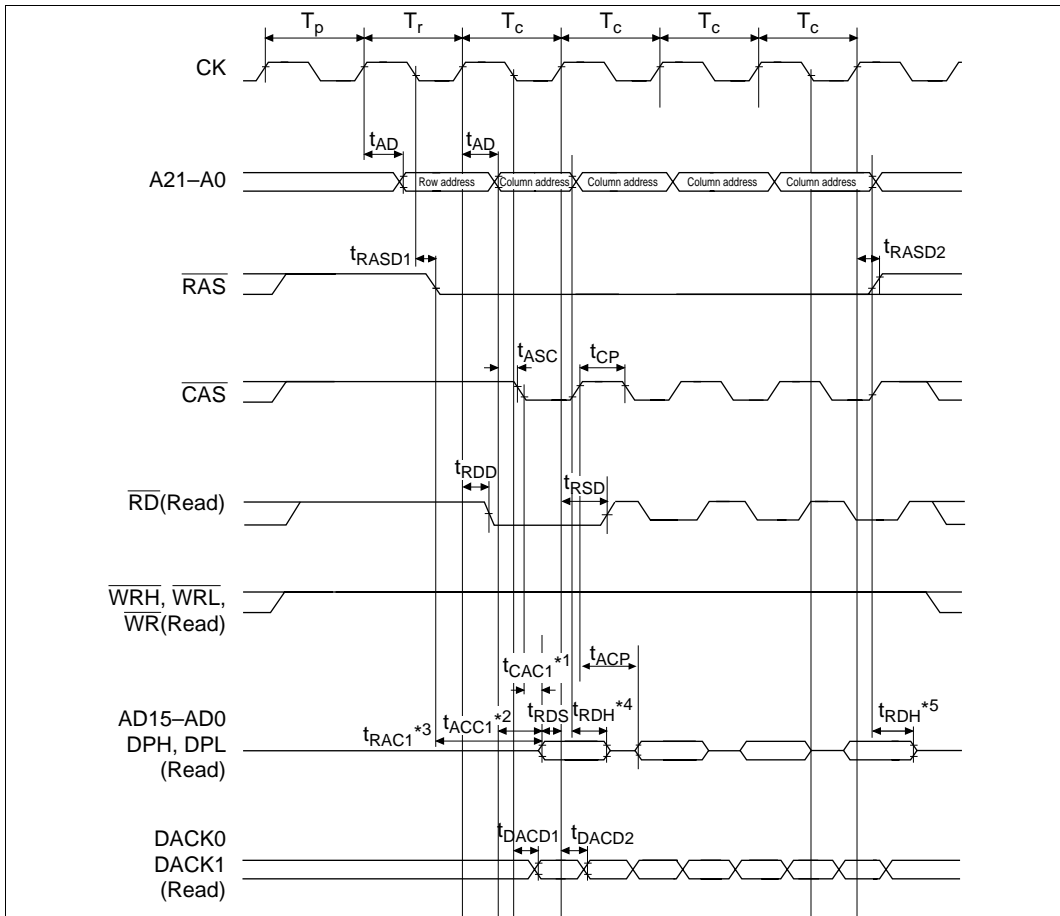 Tp Tr Tc Tc Tc Tc
CK
tAD tAD
A21–A0 Row address Column address Column address Column address Column address
tRASD1 tRASD2
RAS
tASC tCP
CAS
tRDD tRSD
RD(Read)
WRH, WRL,
WR(Read)
tCAC1*1 tACP
AD15–AD0
DPH, DPL
(Read)
tRAC1*3 tACC1*2 tRDS tRDH*4 tRDH*5
DACK0
DACK1
(Read)
tDACD1 tDACD2